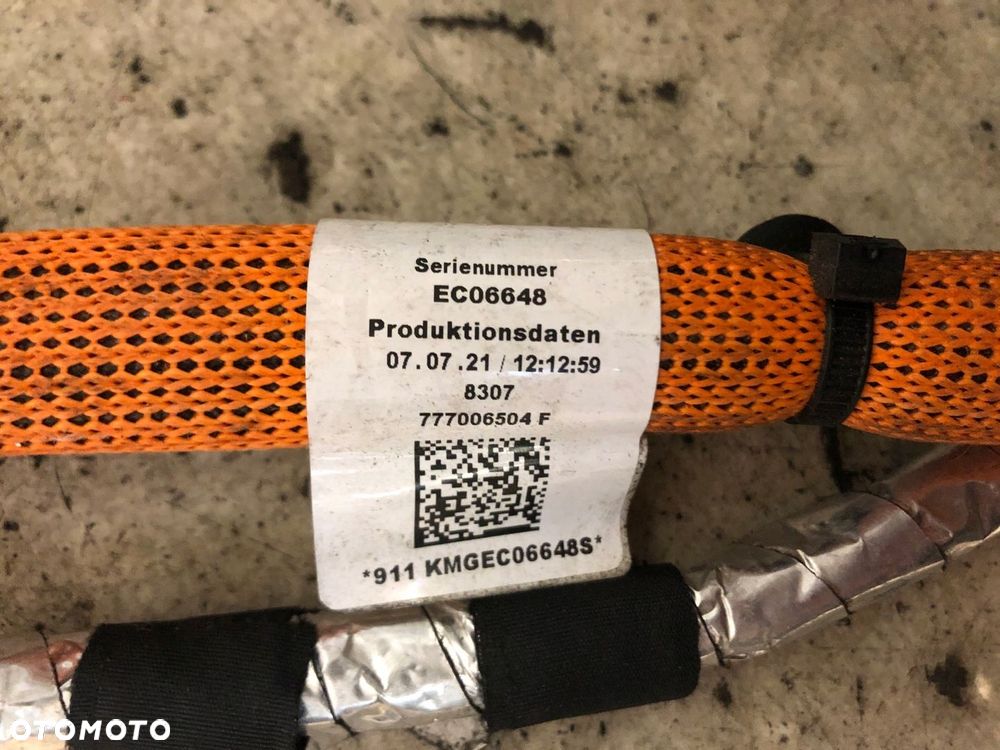 Serienummer
EC06648
Produktionsdaten
07.07.21 / 12:12:59
8307
777006504 F
*911 KMGEC06648S*
OTOMOTO